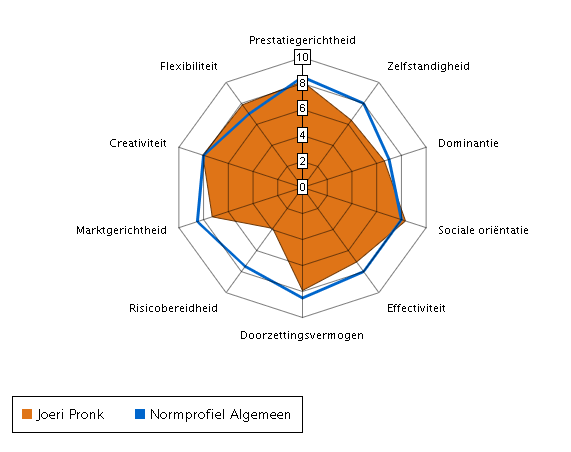 Prestatiegerichtheid
Flexibiliteit
Zelfstandigheid
10
8
6
4
2
0
Creativiteit
Dominantie
Marktgerichtheid
Sociale oriëntatie
Risicobereidheid
Effectiviteit
Doorzettingsvermogen
Joeri Pronk
Normprofiel Algemeen